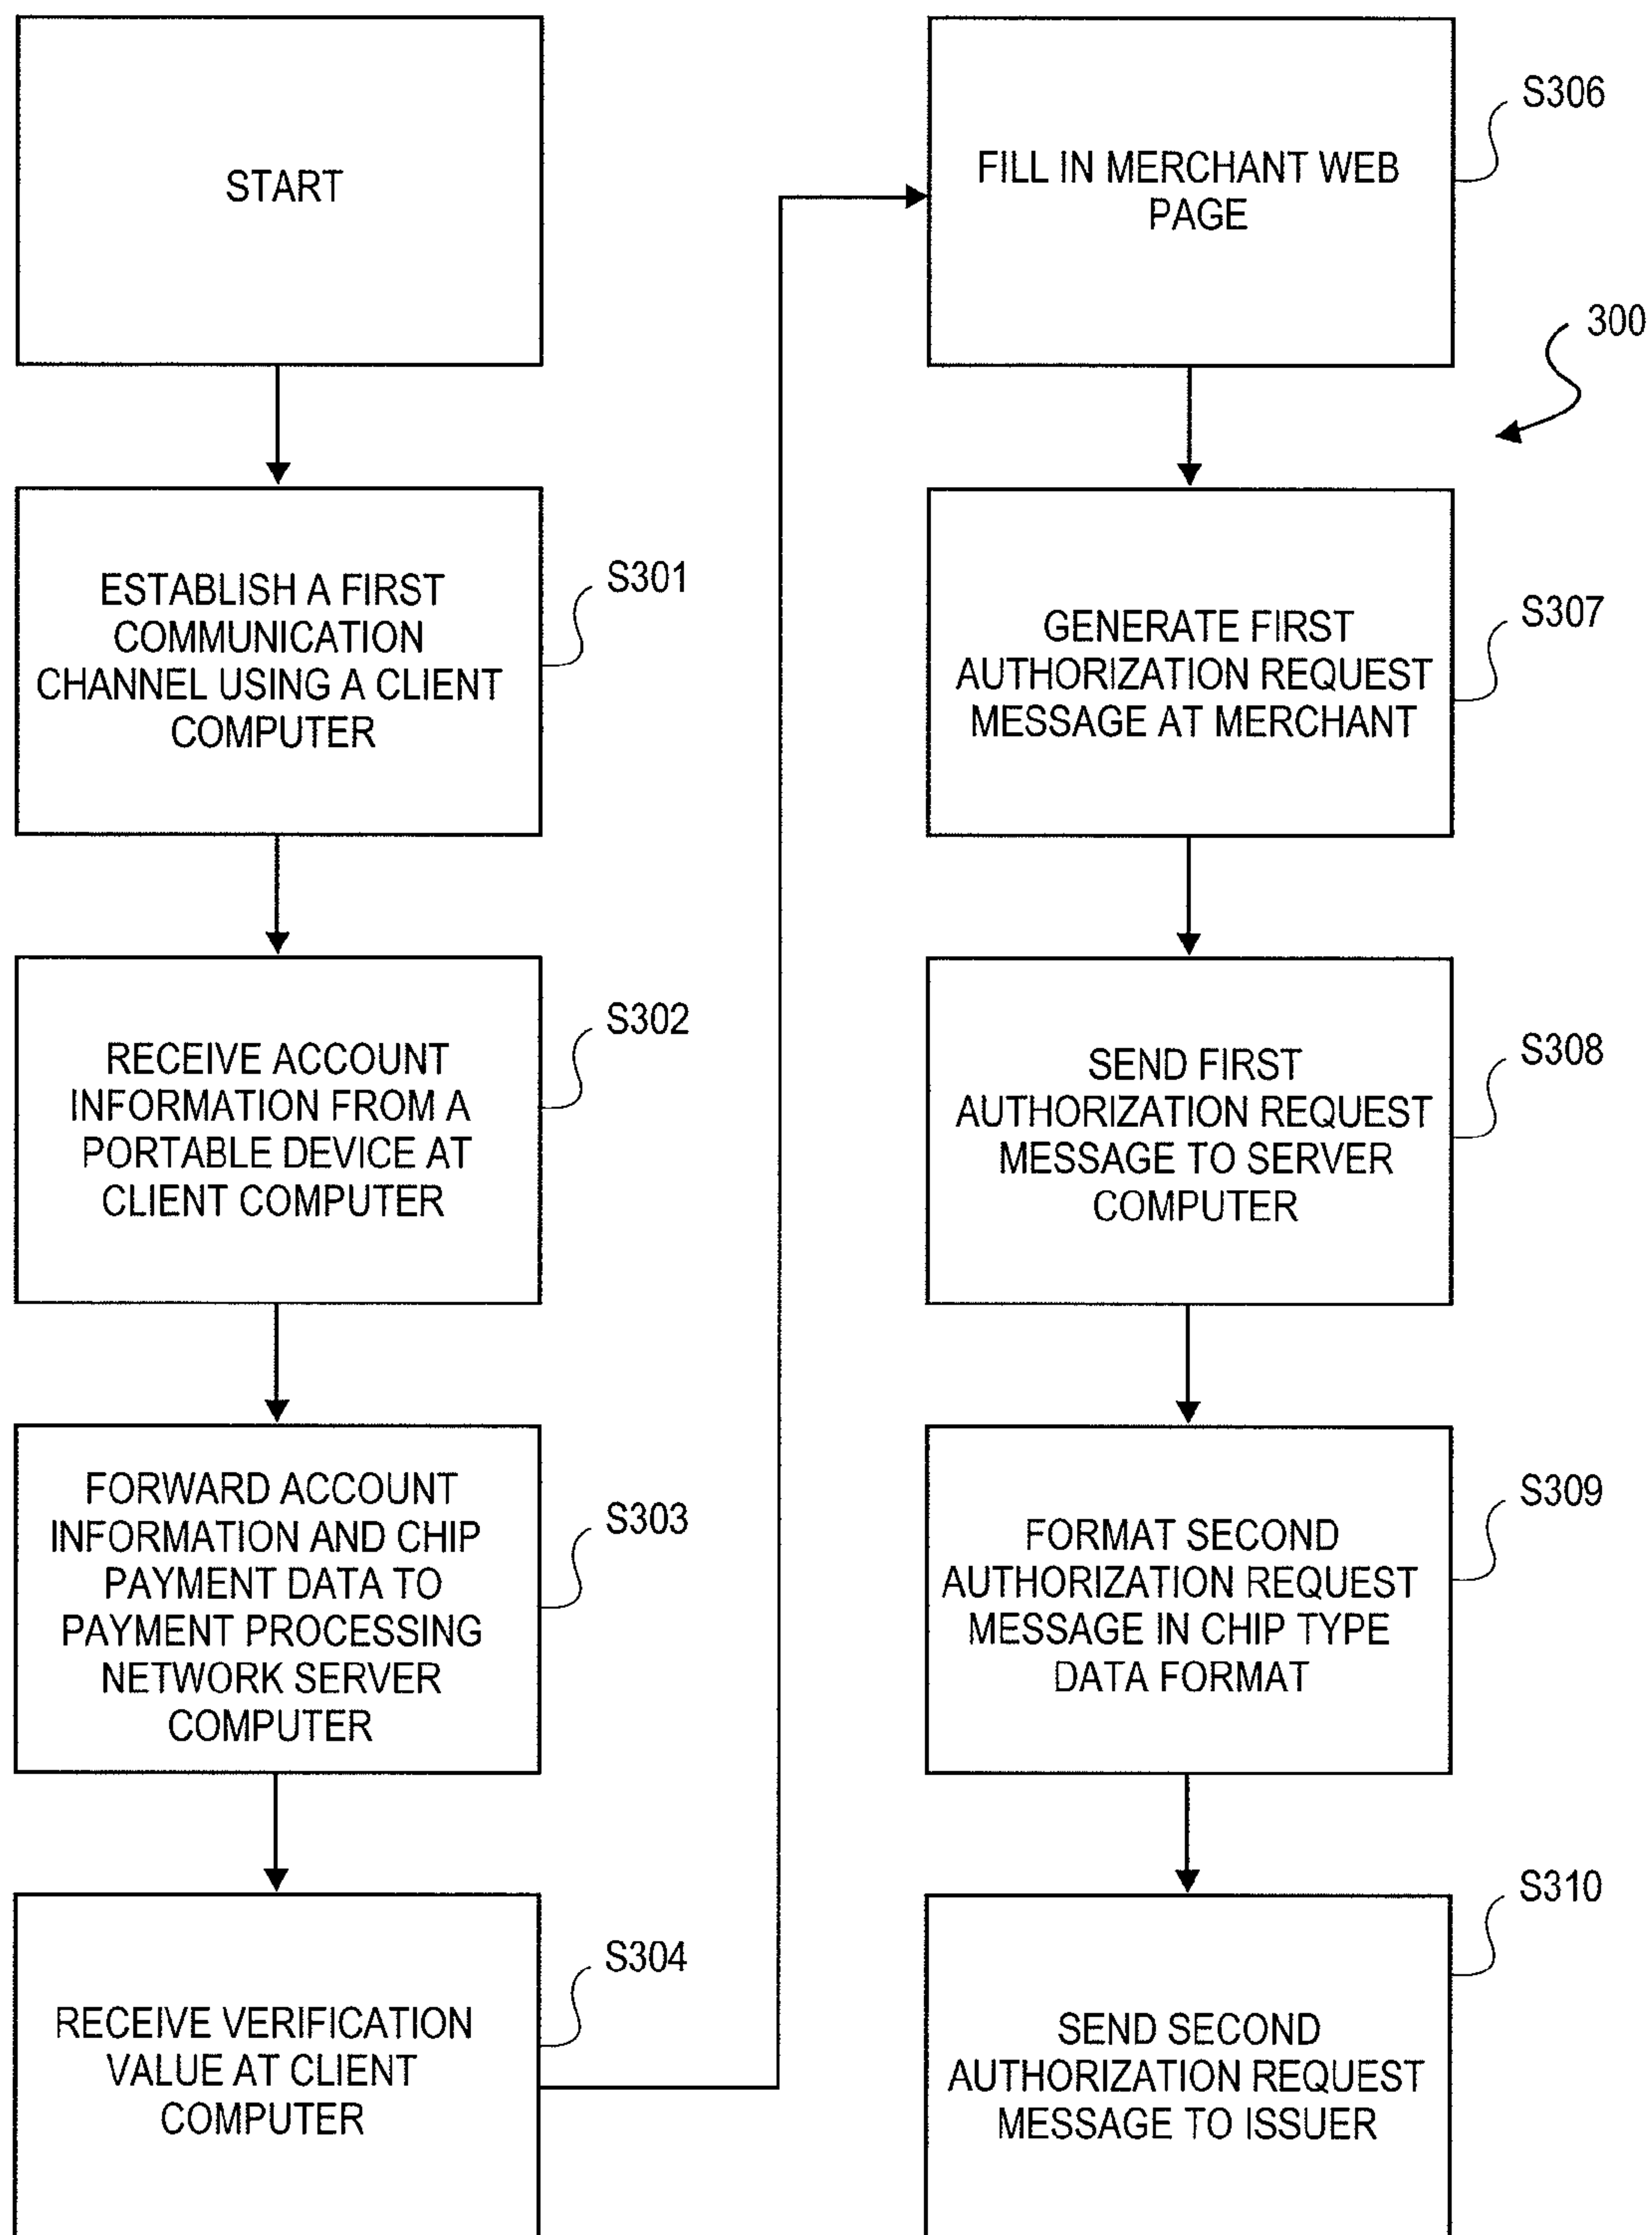 START
ESTABLISH A FIRST
COMMUNICATION
CHANNEL USING A CLIENT
COMPUTER
S301
RECEIVE ACCOUNT
INFORMATION FROM A
PORTABLE DEVICE AT
CLIENT COMPUTER
S302
FORWARD ACCOUNT
INFORMATION AND CHIP
PAYMENT DATA TO
PAYMENT PROCESSING
NETWORK SERVER
COMPUTER
S303
RECEIVE VERIFICATION
VALUE AT CLIENT
COMPUTER
S304
FILL IN MERCHANT WEB
PAGE
S306
300
GENERATE FIRST
AUTHORIZATION REQUEST
MESSAGE AT MERCHANT
S307
SEND FIRST
AUTHORIZATION REQUEST
MESSAGE TO SERVER
COMPUTER
S308
FORMAT SECOND
AUTHORIZATION REQUEST
MESSAGE IN CHIP TYPE
DATA FORMAT
S309
SEND SECOND
AUTHORIZATION REQUEST
MESSAGE TO ISSUER
S310